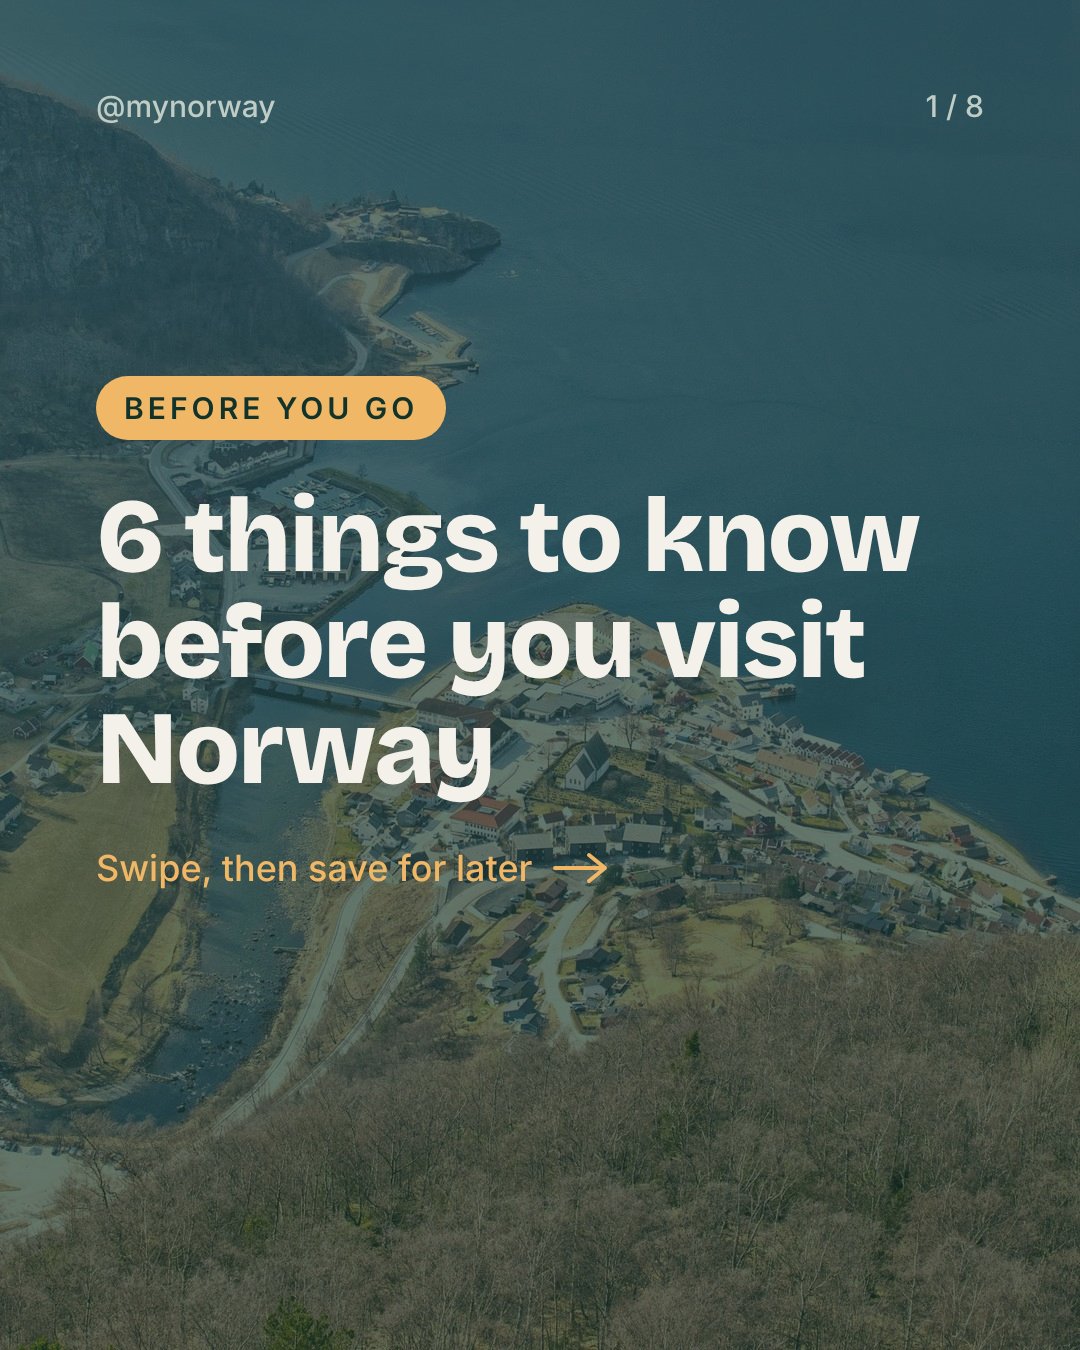 @mynorway
1 / 8
BEFORE YOU GO
6 things to know
before you visit
Norway
Swipe, then save for later →